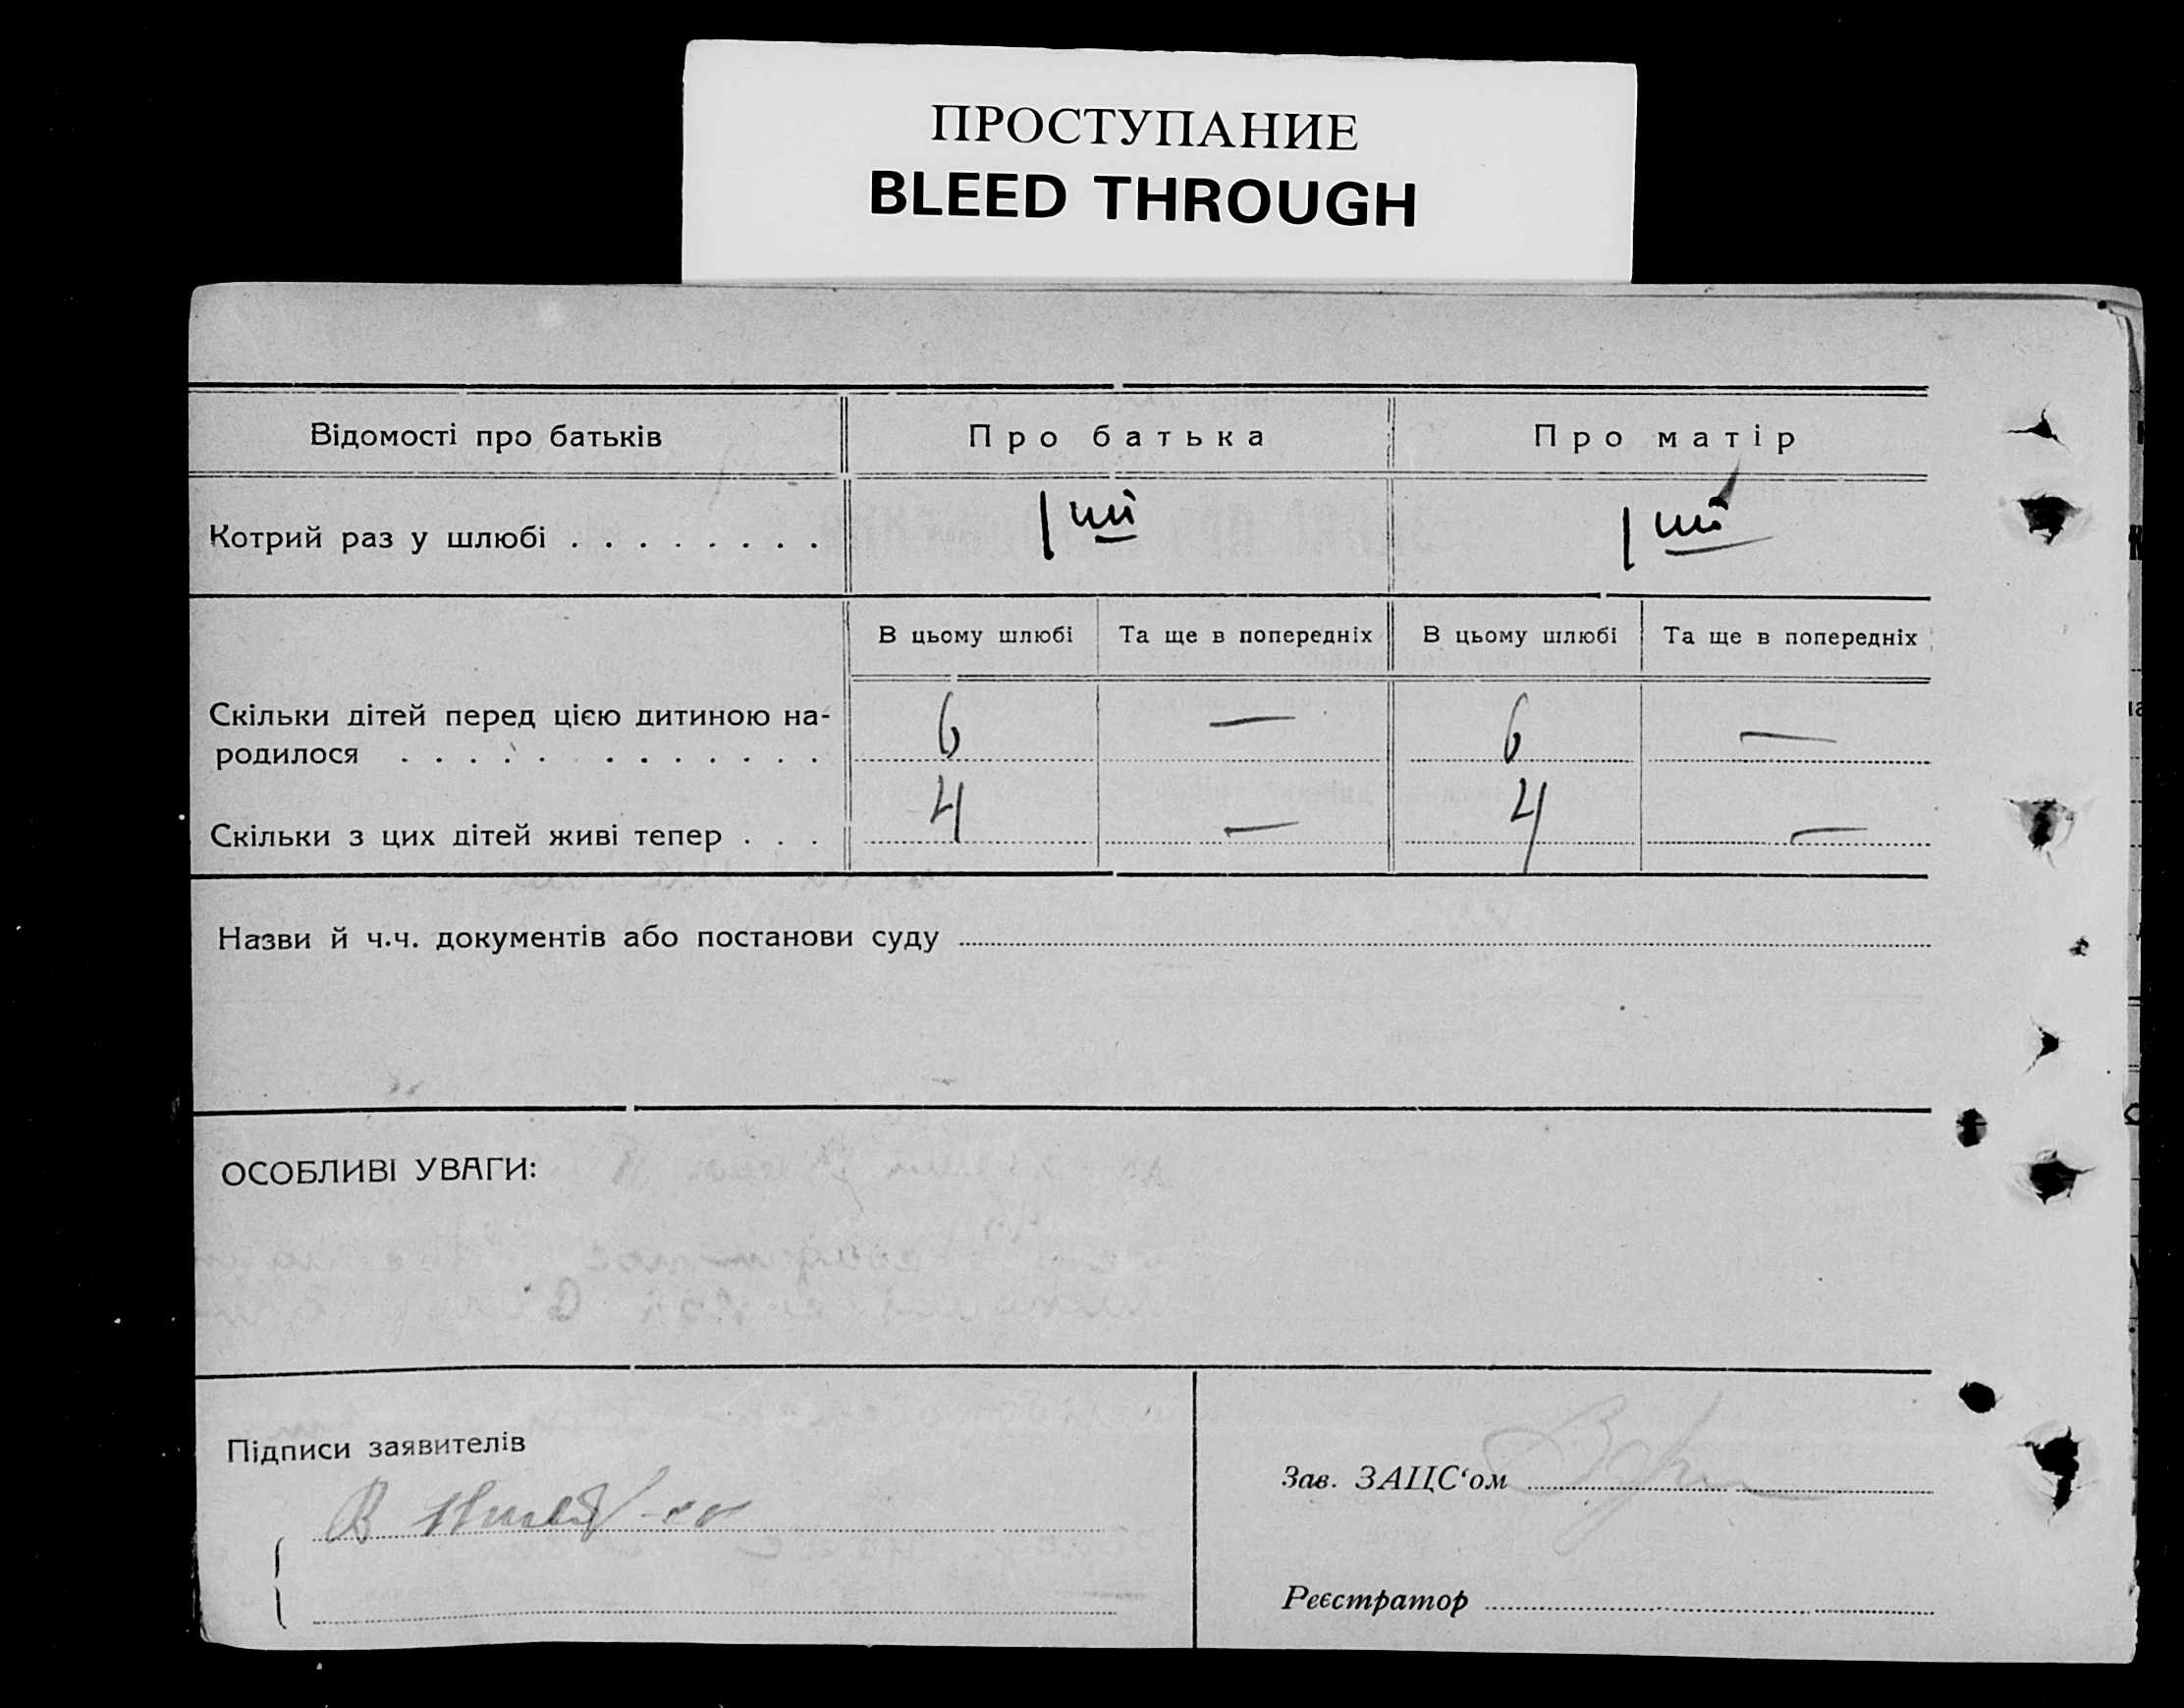 ПРОСТУПАНИЕ
BLEED THROUGH
Відомості про батьків Про батька Про матір
Котрий раз у шлюбі . . . . . . . . 1ий 1ий
В цьому шлюбі Та ще в попередніх В цьому шлюбі Та ще в попередніх
Скільки дітей перед цією дитиною на-
родилося . . . . . . . . . . . 6 — 6 —
Скільки з цих дітей живі тепер . . . 4 — 4 —
Назви й ч.ч. документів або постанови суду
ОСОБЛИВІ УВАГИ:
Підписи заявителів
Зав. ЗАЦС‘ом
Реєстратор